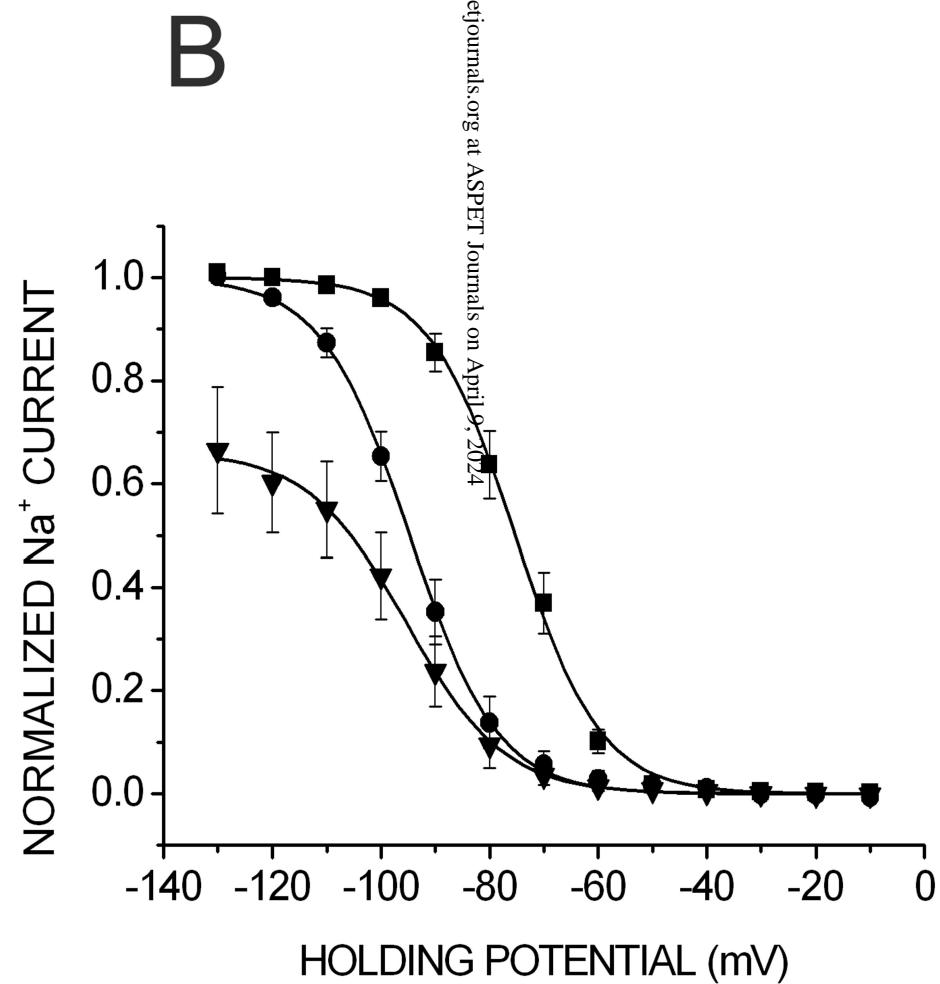 B
etjournals.org at ASPET Journals on April 9, 2024
NORMALIZED Na⁺ CURRENT
1.0
0.8
0.6
0.4
0.2
0.0
-140 -120 -100 -80 -60 -40 -20 0
HOLDING POTENTIAL (mV)